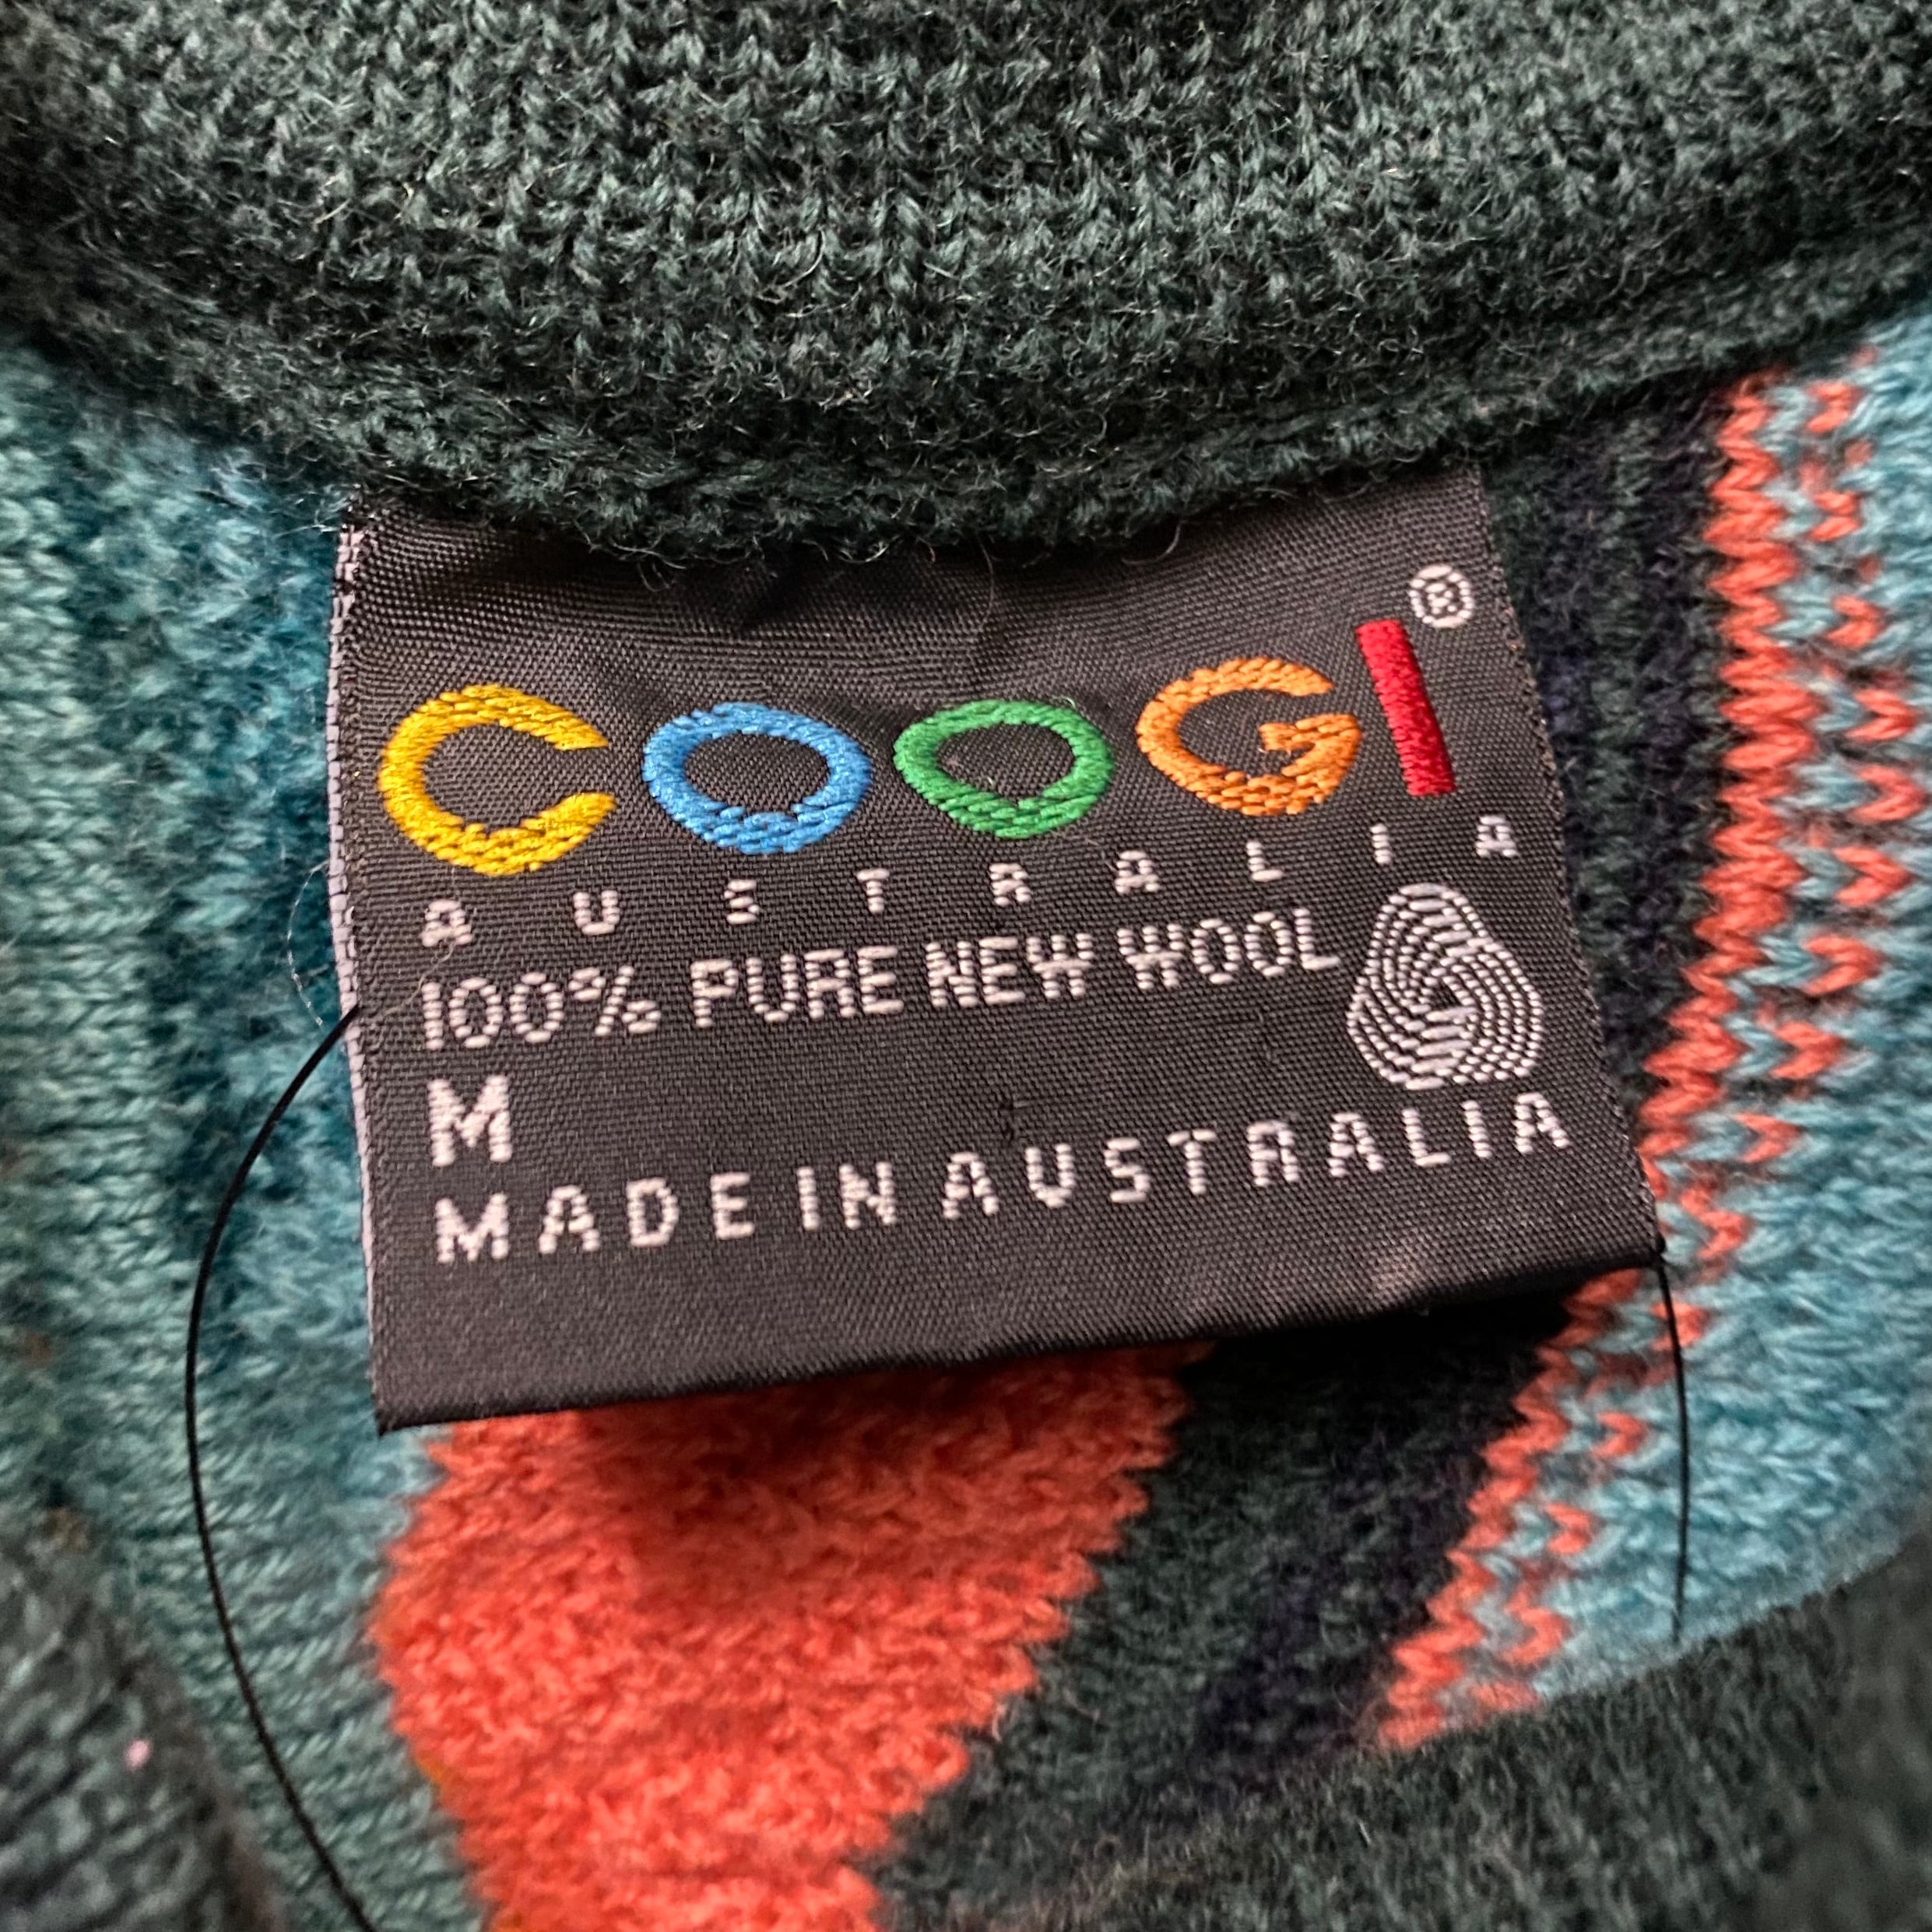 COOGI®
AUSTRALIA
100% PURE NEW WOOL
M
MADE IN AUSTRALIA